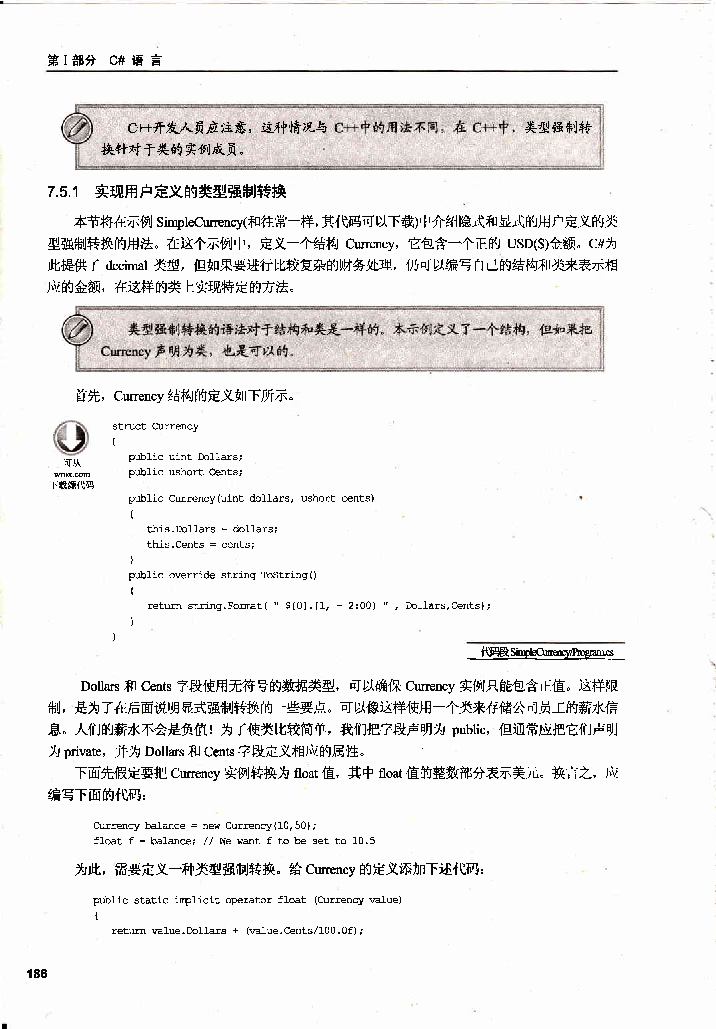 第Ⅰ部分 C# 语 言
C++开发人员应注意，这种情况与 C++中的用法不同。在 C++中，类型强制转
换针对于类的实例成员。
7.5.1 实现用户定义的类型强制转换
本节将在示例 SimpleCurrency(和往常一样，其代码可以下载)中介绍隐式和显式的用户定义的类
型强制转换的用法。在这个示例中，定义一个结构 Currency，它包含一个正的 USD($)金额。C#为
此提供了 decimal 类型，但如果要进行比较复杂的财务处理，仍可以编写自己的结构和类来表示相
应的金额，在这样的类上实现特定的方法。
类型强制转换的语法对于结构和类是一样的。本示例定义了一个结构，但如果把
Currency 声明为类，也是可以的。
首先，Currency 结构的定义如下所示。
可从
wrox.com
下载源代码
struct Currency
{
public uint Dollars;
public ushort Cents;
public Currency(uint dollars, ushort cents)
{
this.Dollars = dollars;
this.Cents = cents;
}
public override string ToString()
{
return string.Format( " ${0}.{1, - 2:00} " , Dollars,Cents);
}
}
代码段 SimpleCurrency/Program.cs
Dollars 和 Cents 字段使用无符号的数据类型，可以确保 Currency 实例只能包含正值。这样限
制，是为了在后面说明显式强制转换的一些要点。可以像这样使用一个类来存储公司员工的薪水信
息。人们的薪水不会是负值！为了使类比较简单，我们把字段声明为 public，但通常应把它们声明
为 private，并为 Dollars 和 Cents 字段定义相应的属性。
下面先假定要把 Currency 实例转换为 float 值，其中 float 值的整数部分表示美元。换言之，应
编写下面的代码：
Currency balance = new Currency(10,50);
float f = balance; // We want f to be set to 10.5
为此，需要定义一种类型强制转换。给 Currency 的定义添加下述代码：
public static implicit operator float (Currency value)
{
return value.Dollars + (value.Cents/100.0f);
186